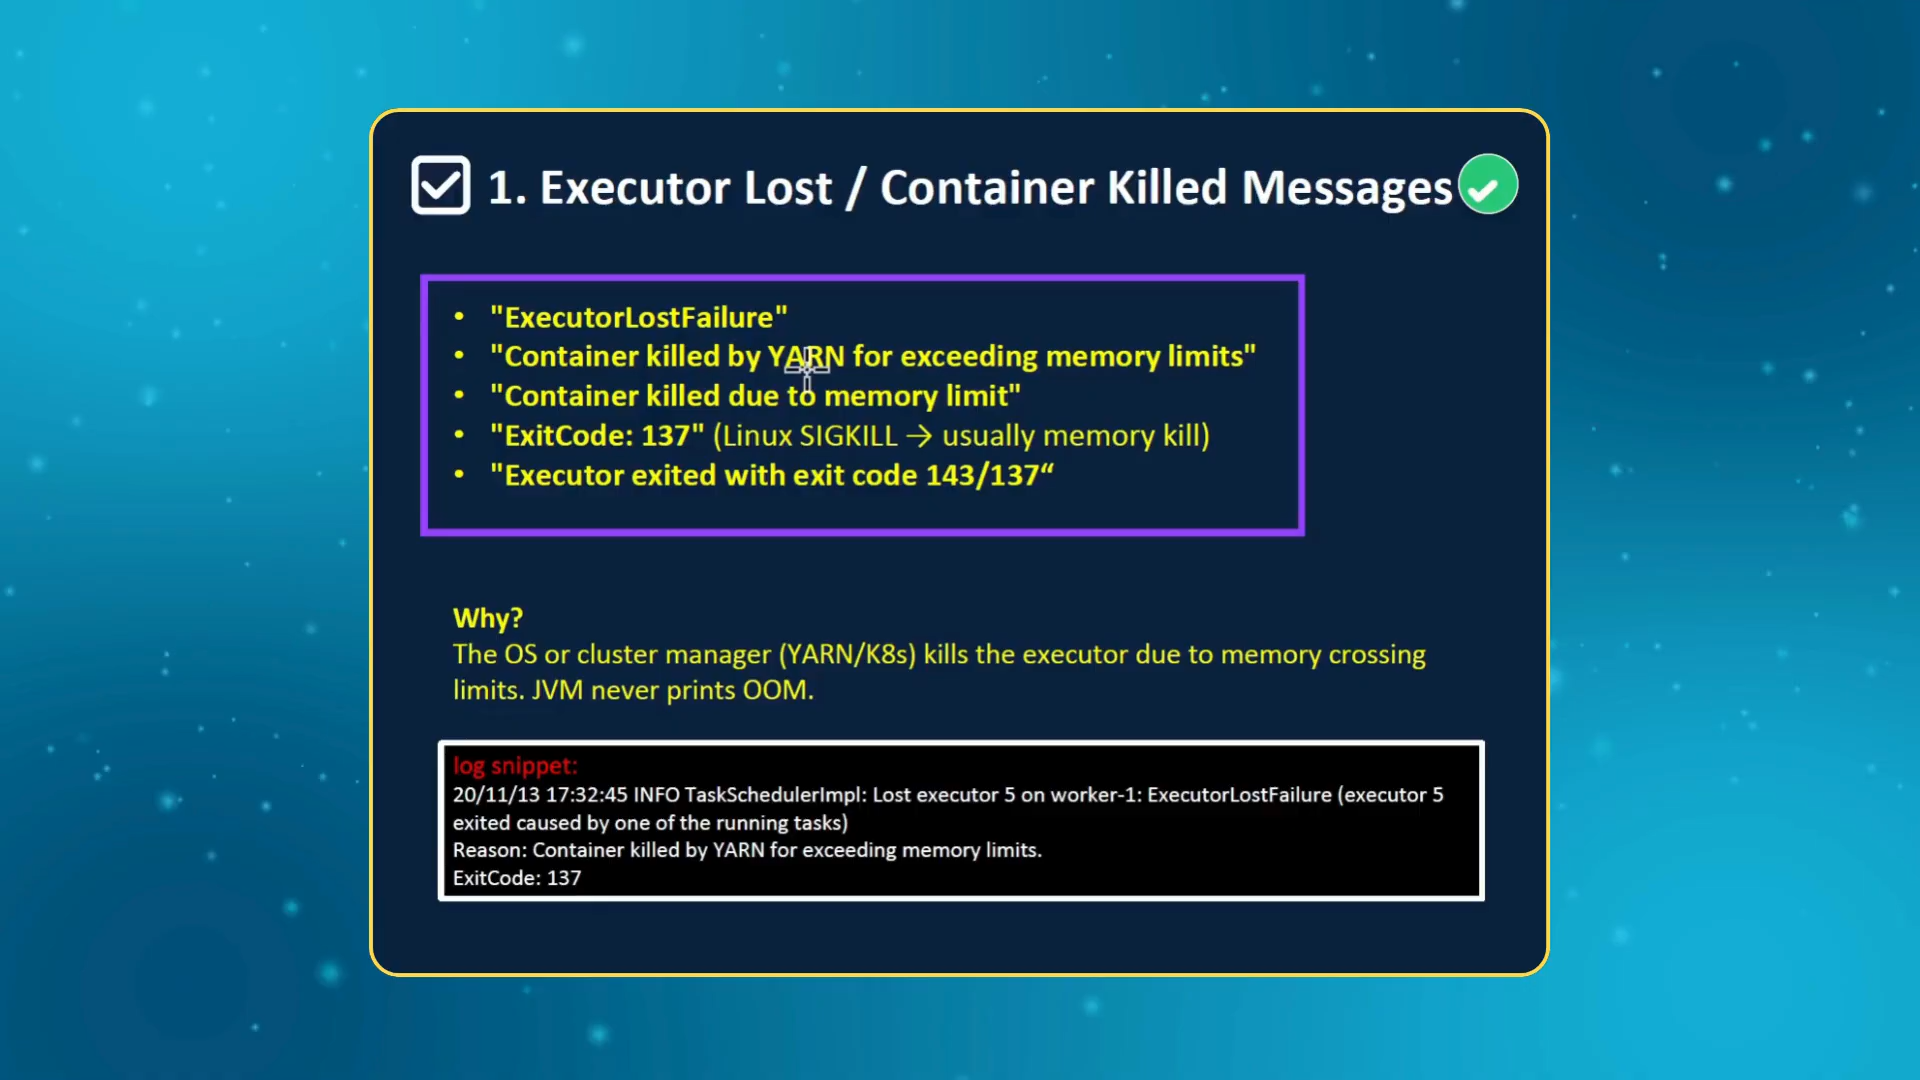 1. Executor Lost / Container Killed Messages
• "ExecutorLostFailure"
• "Container killed by YARN for exceeding memory limits"
• "Container killed due to memory limit"
• "ExitCode: 137" (Linux SIGKILL → usually memory kill)
• "Executor exited with exit code 143/137“
Why?
The OS or cluster manager (YARN/K8s) kills the executor due to memory crossing
limits. JVM never prints OOM.
log snippet:
20/11/13 17:32:45 INFO TaskSchedulerImpl: Lost executor 5 on worker-1: ExecutorLostFailure (executor 5
exited caused by one of the running tasks)
Reason: Container killed by YARN for exceeding memory limits.
ExitCode: 137